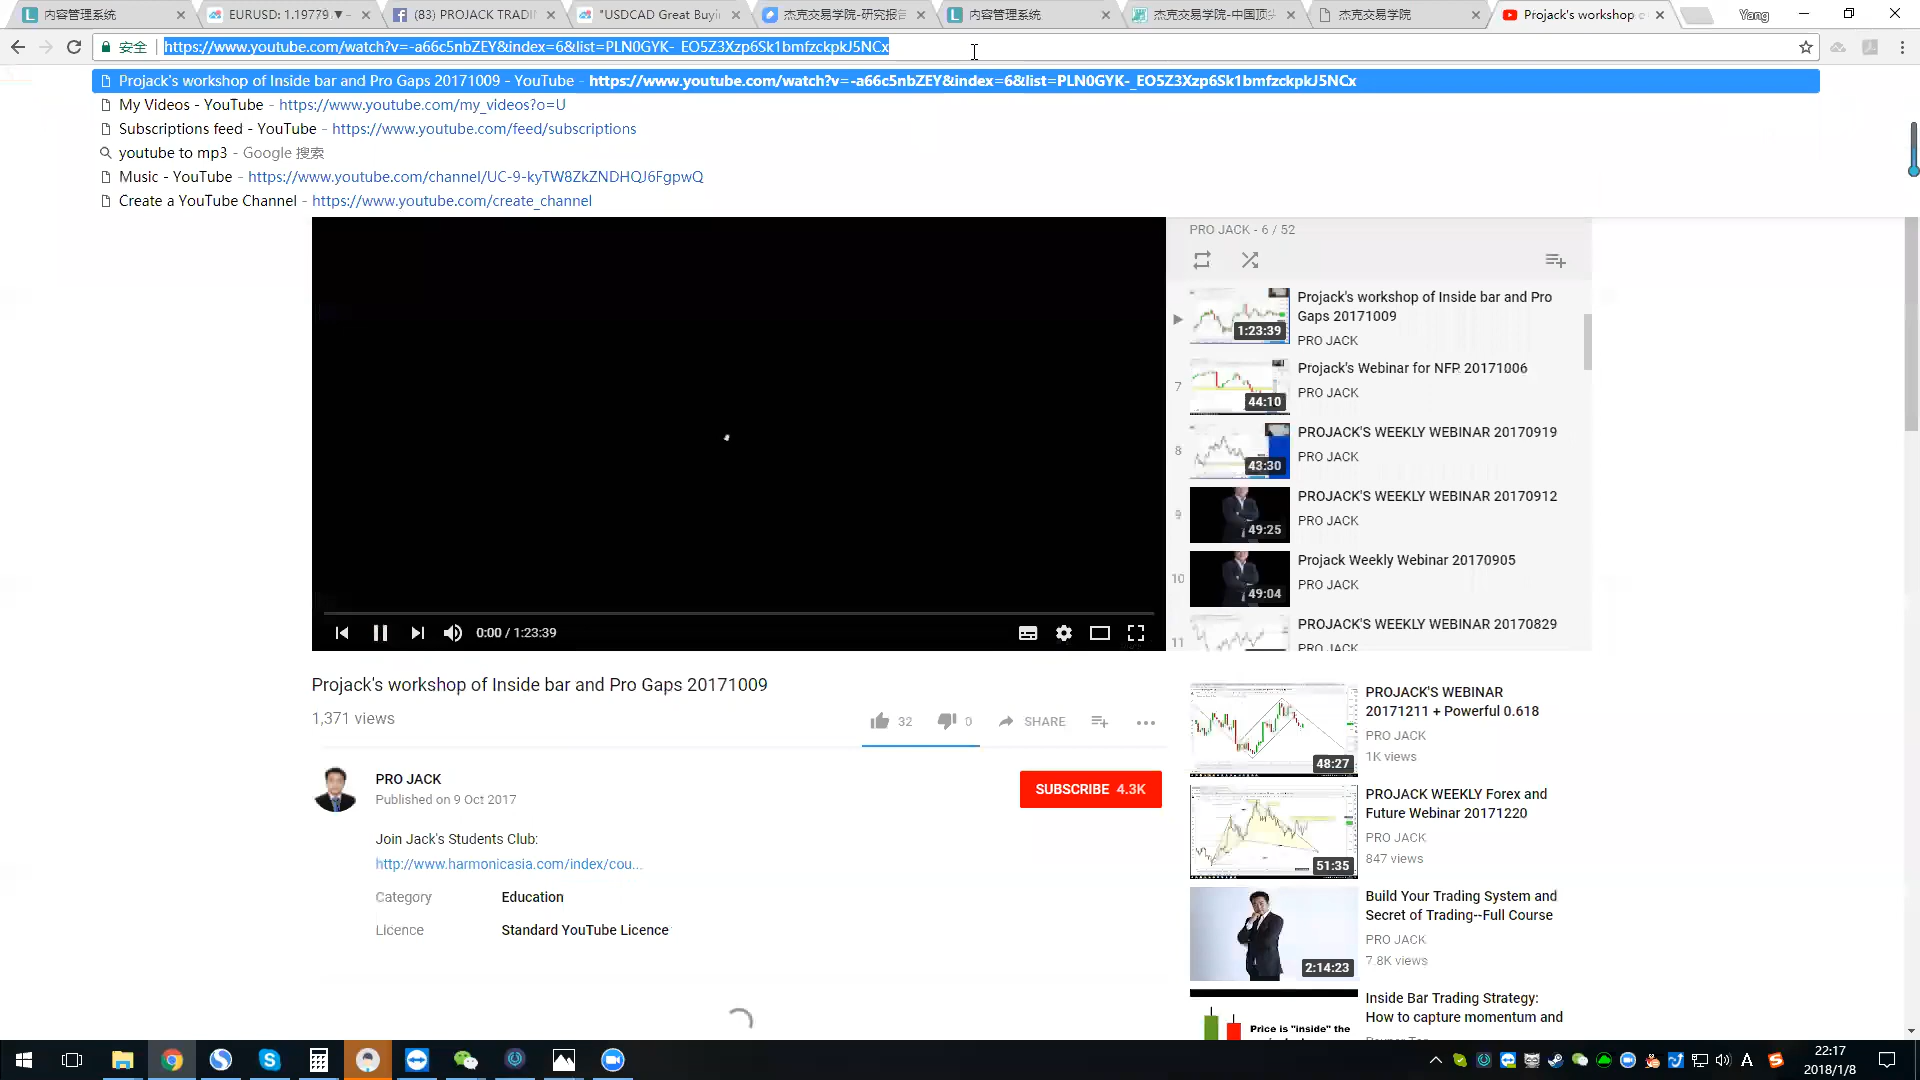 内容管理系统
EURUSD: 1.19779 ▼ –
(83) PROJACK TRADI
"USDCAD Great Buyi
杰克交易学院-研究报告
内容管理系统
杰克交易学院-中国顶尖
杰克交易学院
Projack's workshop o
Yang
安全
https://www.youtube.com/watch?v=-a66c5nbZEY&index=6&list=PLN0GYK-_EO5Z3Xzp6Sk1bmfzckpkJ5NCx
Projack's workshop of Inside bar and Pro Gaps 20171009 - YouTube - https://www.youtube.com/watch?v=-a66c5nbZEY&index=6&list=PLN0GYK-_EO5Z3Xzp6Sk1bmfzckpkJ5NCx
My Videos - YouTube - https://www.youtube.com/my_videos?o=U
Subscriptions feed - YouTube - https://www.youtube.com/feed/subscriptions
youtube to mp3 - Google 搜索
Music - YouTube - https://www.youtube.com/channel/UC-9-kyTW8ZkZNDHQJ6FgpwQ
Create a YouTube Channel - https://www.youtube.com/create_channel
PRO JACK - 6 / 52
Projack's workshop of Inside bar and Pro
Gaps 20171009
1:23:39
PRO JACK
7
Projack's Webinar for NFP 20171006
PRO JACK
44:10
8
PROJACK'S WEEKLY WEBINAR 20170919
PRO JACK
43:30
9
PROJACK'S WEEKLY WEBINAR 20170912
PRO JACK
49:25
10
Projack Weekly Webinar 20170905
PRO JACK
49:04
11
PROJACK'S WEEKLY WEBINAR 20170829
PRO JACK
0:00 / 1:23:39
Projack's workshop of Inside bar and Pro Gaps 20171009
1,371 views
32
0
SHARE
PRO JACK
Published on 9 Oct 2017
SUBSCRIBE 4.3K
Join Jack's Students Club:
http://www.harmonicasia.com/index/cou...
Category
Education
Licence
Standard YouTube Licence
PROJACK'S WEBINAR
20171211 + Powerful 0.618
PRO JACK
1K views
48:27
PROJACK WEEKLY Forex and
Future Webinar 20171220
PRO JACK
847 views
51:35
Build Your Trading System and
Secret of Trading--Full Course
PRO JACK
7.8K views
2:14:23
Inside Bar Trading Strategy:
How to capture momentum and
Price is "inside" the
22:17
2018/1/8